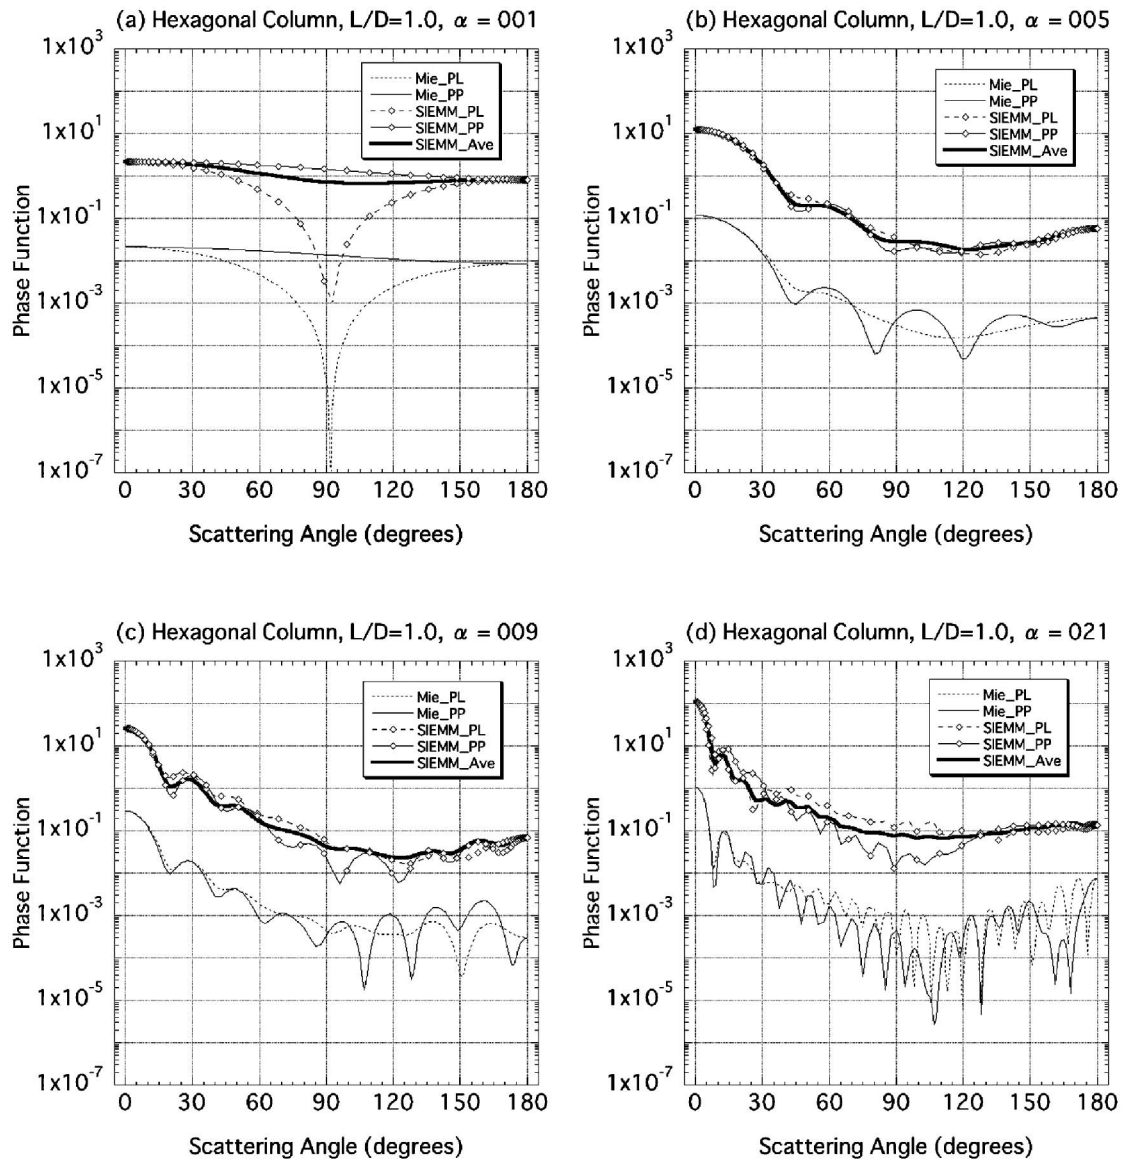 (a) Hexagonal Column, L/D=1.0, α = 001
1x10^3
1x10^1
1x10^-1
1x10^-3
1x10^-5
1x10^-7
Phase Function
Mie_PL
Mie_PP
SIEMM_PL
SIEMM_PP
SIEMM_Ave
0 30 60 90 120 150 180
Scattering Angle (degrees)
(b) Hexagonal Column, L/D=1.0, α = 005
1x10^3
1x10^1
1x10^-1
1x10^-3
1x10^-5
1x10^-7
Phase Function
Mie_PL
Mie_PP
SIEMM_PL
SIEMM_PP
SIEMM_Ave
0 30 60 90 120 150 180
Scattering Angle (degrees)
(c) Hexagonal Column, L/D=1.0, α = 009
1x10^3
1x10^1
1x10^-1
1x10^-3
1x10^-5
1x10^-7
Phase Function
Mie_PL
Mie_PP
SIEMM_PL
SIEMM_PP
SIEMM_Ave
0 30 60 90 120 150 180
Scattering Angle (degrees)
(d) Hexagonal Column, L/D=1.0, α = 021
1x10^3
1x10^1
1x10^-1
1x10^-3
1x10^-5
1x10^-7
Phase Function
Mie_PL
Mie_PP
SIEMM_PL
SIEMM_PP
SIEMM_Ave
0 30 60 90 120 150 180
Scattering Angle (degrees)